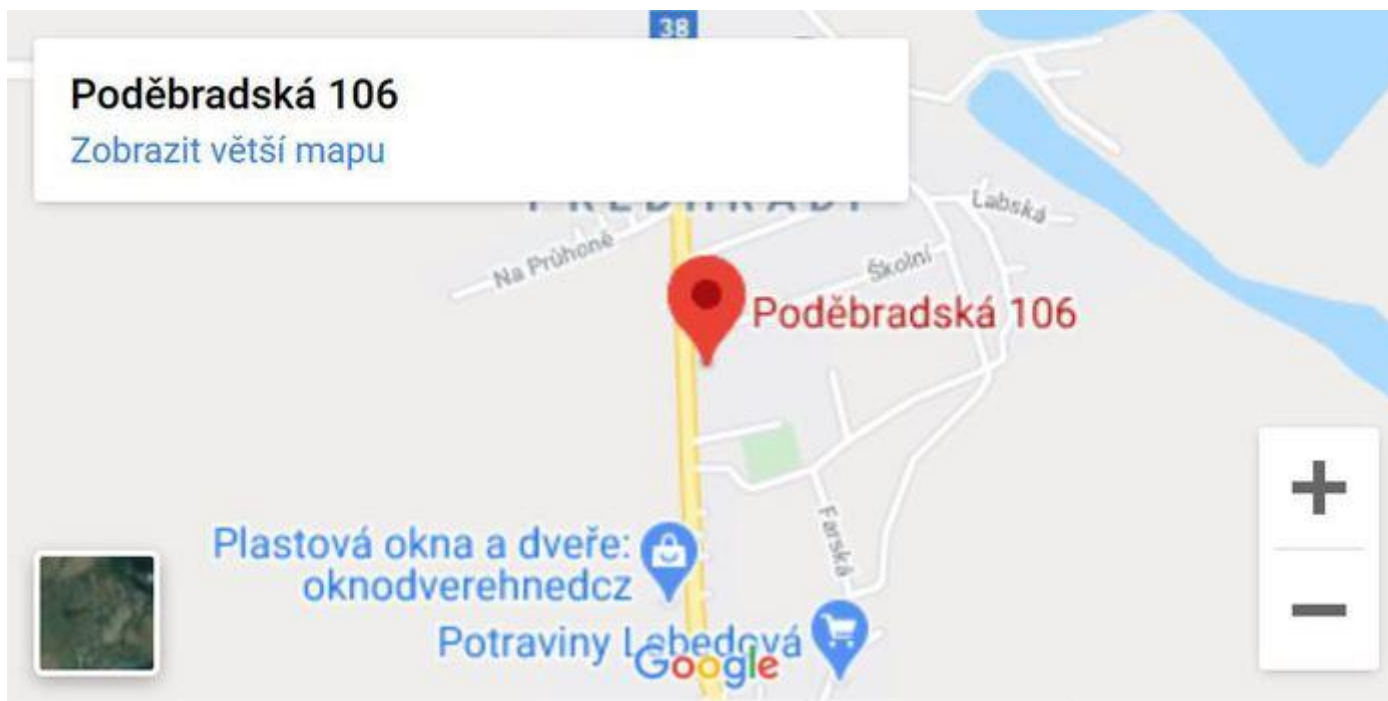 38
Poděbradská 106
Zobrazit větší mapu
Labská
Na Průhoně
Školní
Poděbradská 106
Plastová okna a dveře:
oknodverehnedcz
Farská
Potraviny Labedová
Google